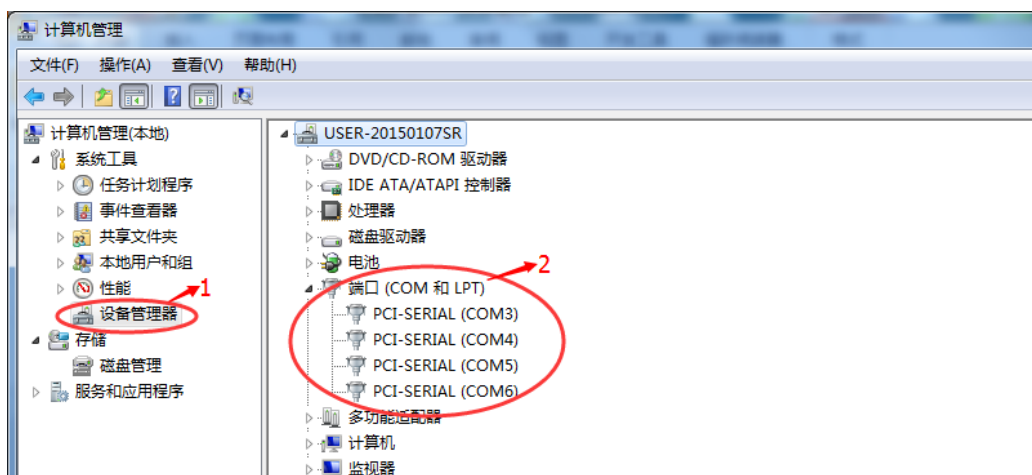 计算机管理
文件(F) 操作(A) 查看(V) 帮助(H)
计算机管理(本地)
系统工具
任务计划程序
事件查看器
共享文件夹
本地用户和组
性能
设备管理器
1
存储
磁盘管理
服务和应用程序
USER-20150107SR
DVD/CD-ROM 驱动器
IDE ATA/ATAPI 控制器
处理器
磁盘驱动器
电池
2
端口 (COM 和 LPT)
PCI-SERIAL (COM3)
PCI-SERIAL (COM4)
PCI-SERIAL (COM5)
PCI-SERIAL (COM6)
多功能适配器
计算机
监视器